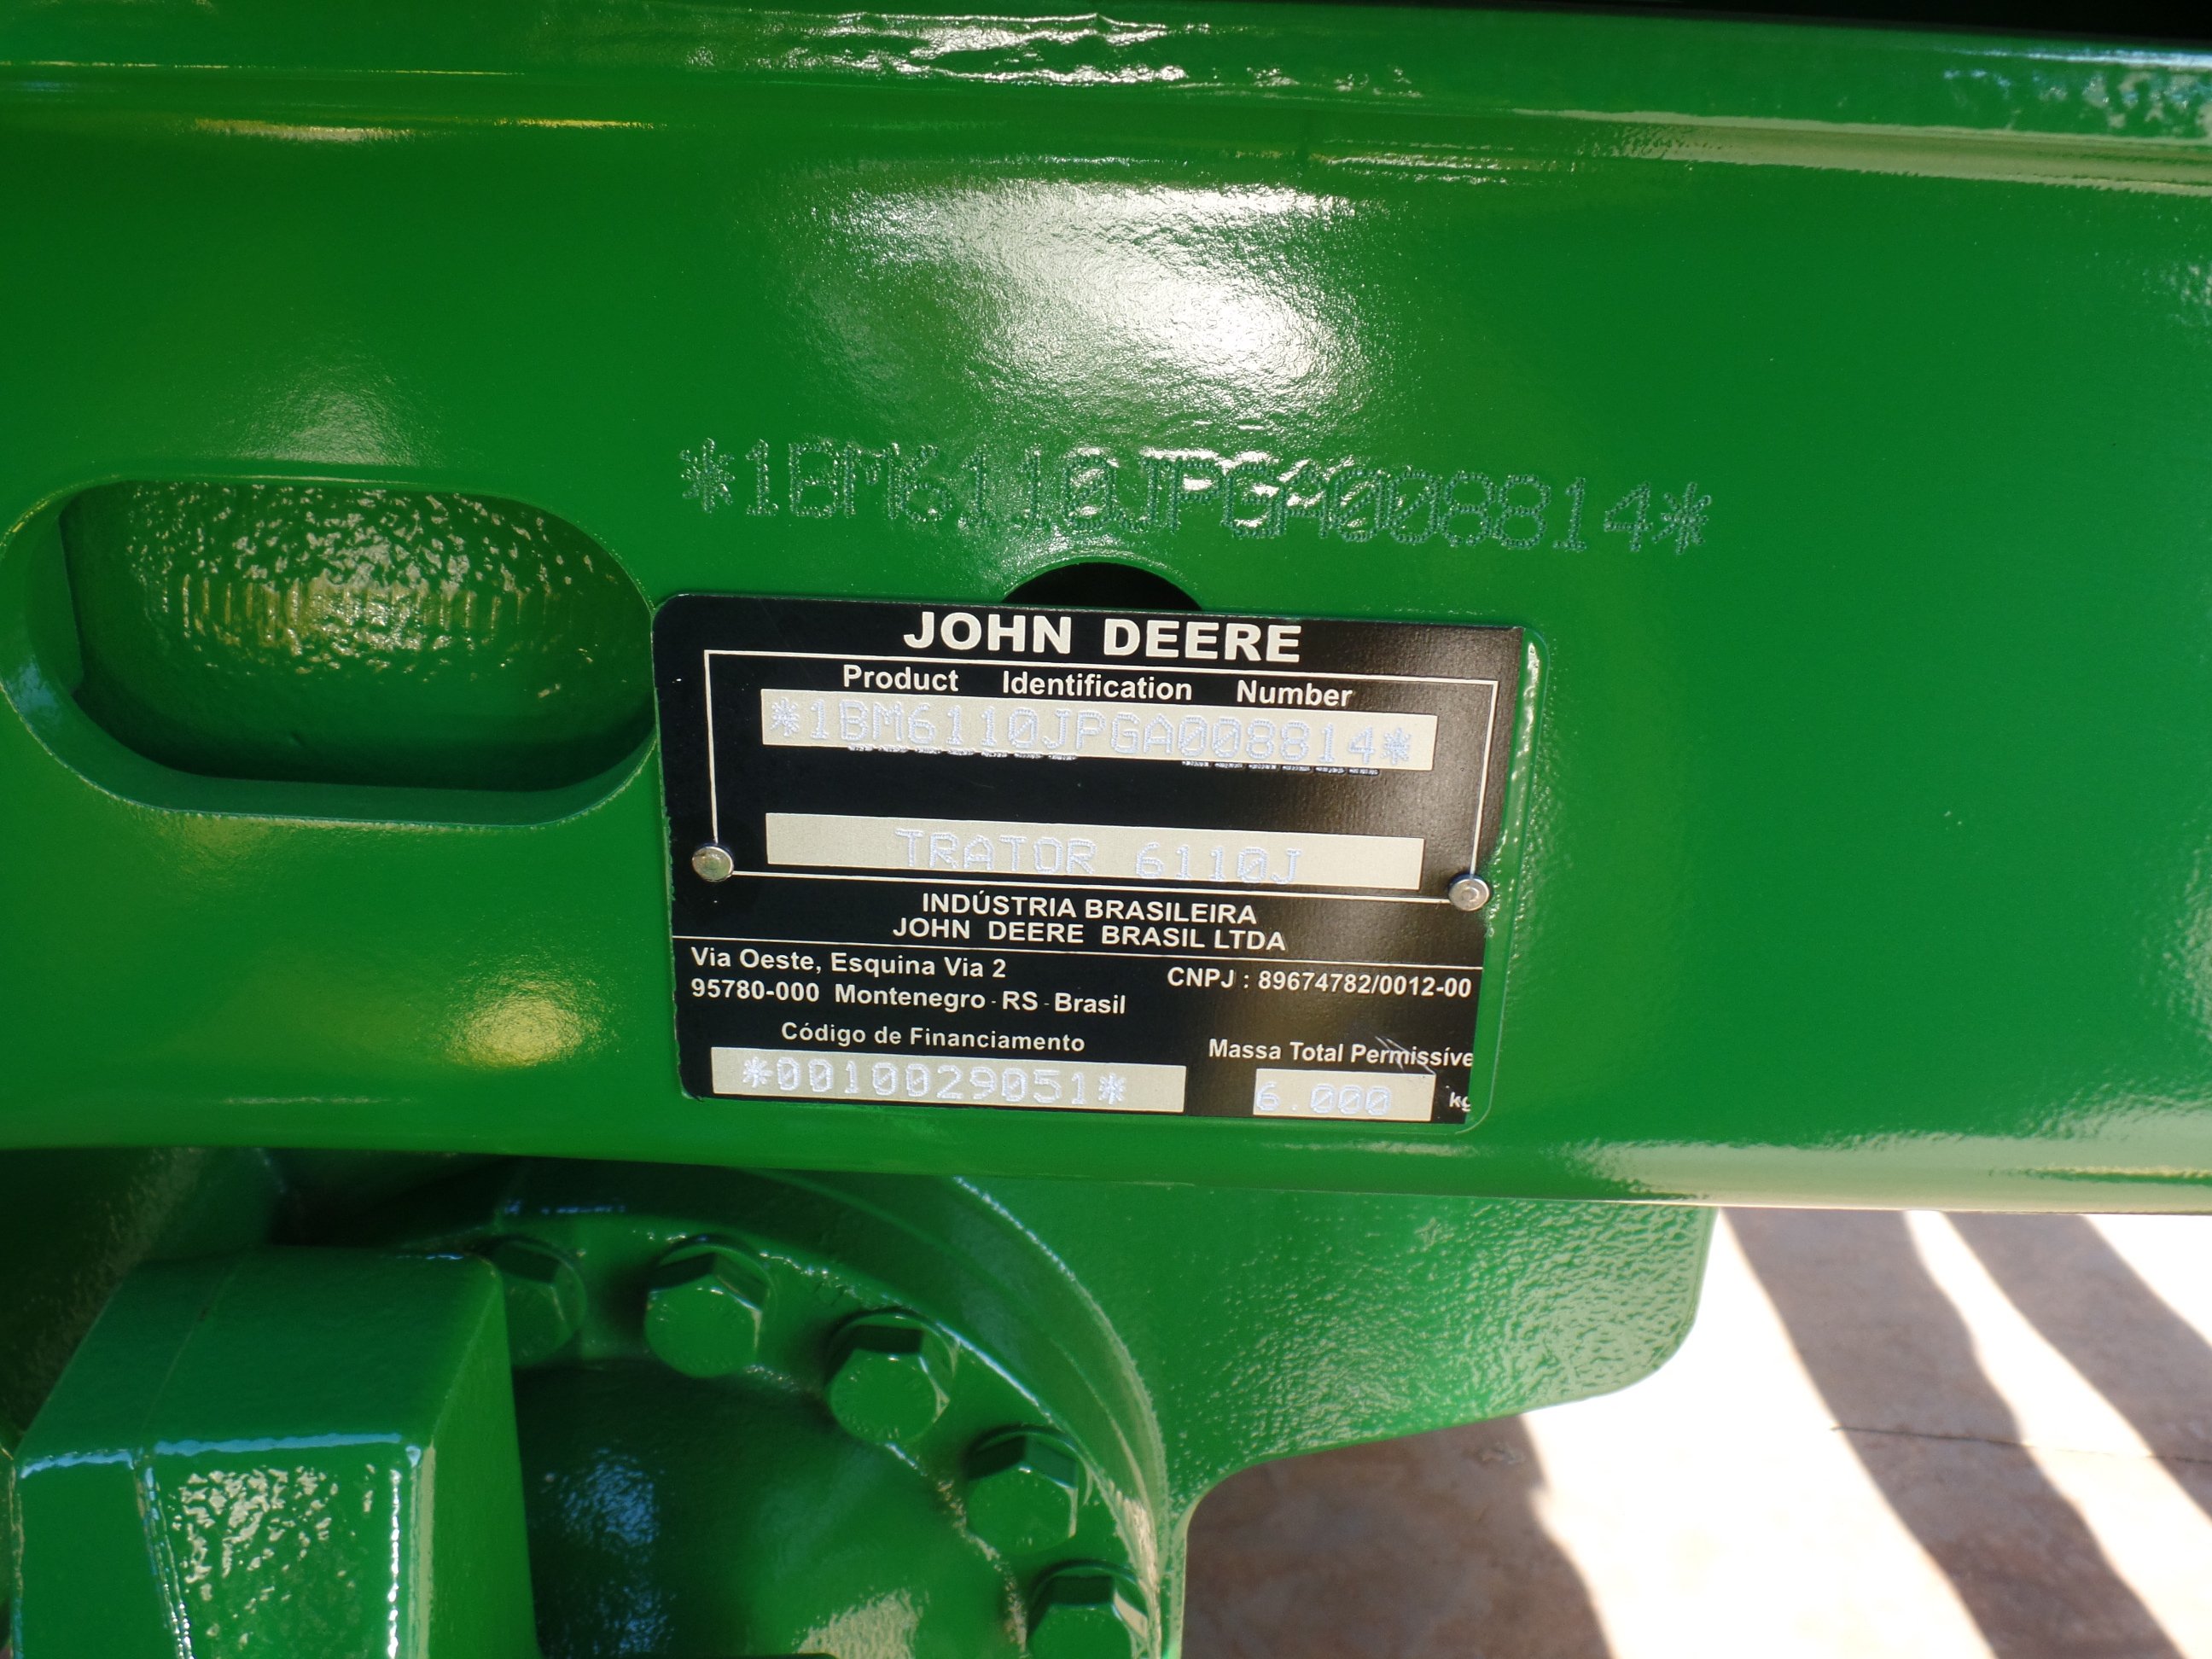 *1BM6110JPGA008814*
JOHN DEERE
Product Identification Number
*1BM6110JPGA008814*
TRATOR 6110J
INDÚSTRIA BRASILEIRA
JOHN DEERE BRASIL LTDA
Via Oeste, Esquina Via 2
95780-000 Montenegro - RS - Brasil
CNPJ : 89674782/0012-00
Código de Financiamento
*0010029051*
Massa Total Permissíve
6.000 kg